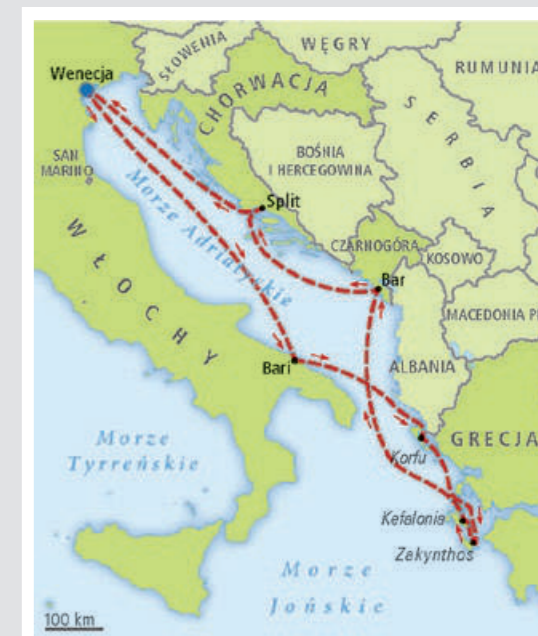 WĘGRY
SŁOWENIA
RUMUNIA
Wenecja
CHORWACJA
SERBIA
BOŚNIA
I HERCEGOWINA
SAN
MARINO
Split
Morze Adriatyckie
CZARNOGÓRA
KOSOWO
WŁOCHY
Bar
MACEDONIA
Bari
ALBANIA
Morze
Tyrreńskie
Korfu
GRECJA
Kefalonia
Zakynthos
Morze
Jońskie
100 km